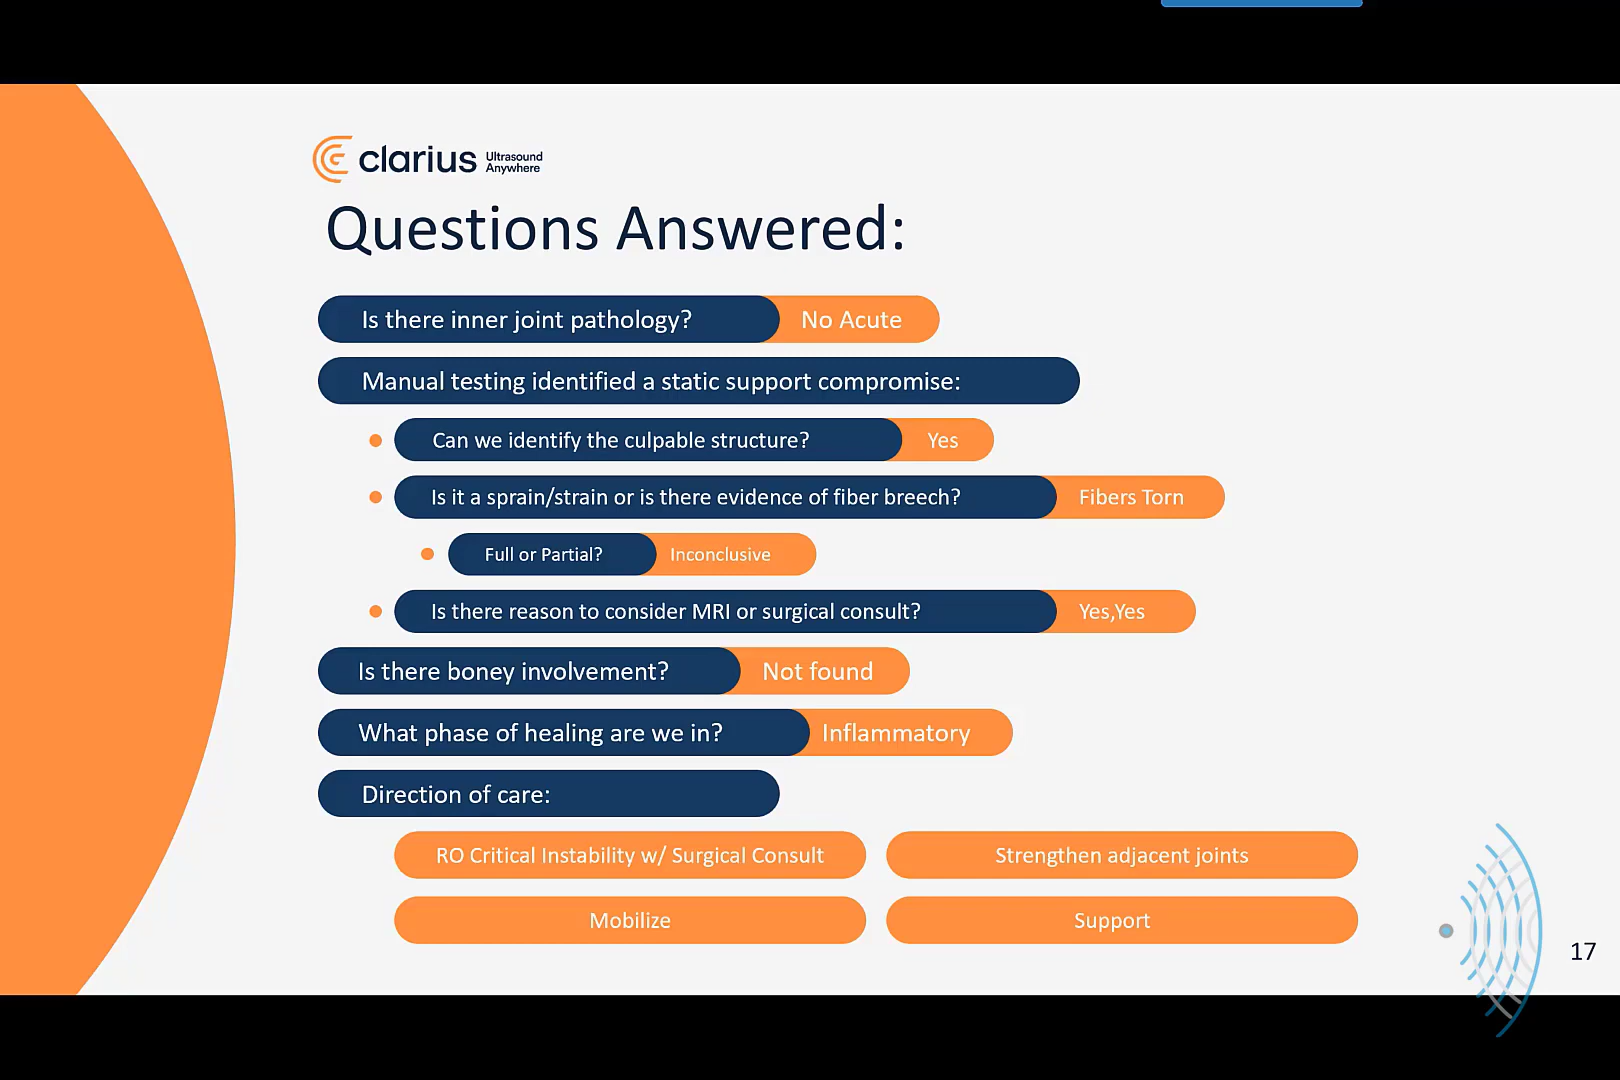 clarius Ultrasound Anywhere
Questions Answered:
Is there inner joint pathology? No Acute
Manual testing identified a static support compromise:
Can we identify the culpable structure? Yes
Is it a sprain/strain or is there evidence of fiber breech? Fibers Torn
Full or Partial? Inconclusive
Is there reason to consider MRI or surgical consult? Yes,Yes
Is there boney involvement? Not found
What phase of healing are we in? Inflammatory
Direction of care:
RO Critical Instability w/ Surgical Consult Strengthen adjacent joints
Mobilize Support
17